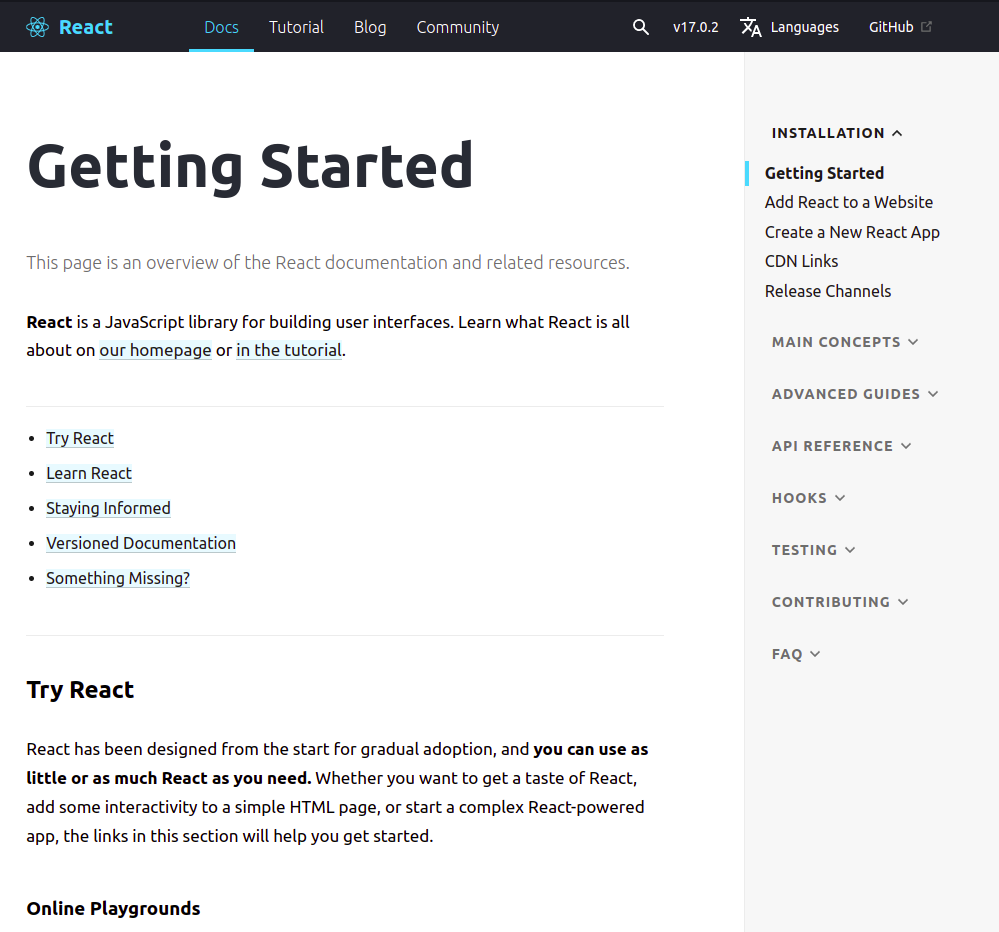 React
Docs Tutorial Blog Community
v17.0.2 Languages GitHub
Getting Started
This page is an overview of the React documentation and related resources.
React is a JavaScript library for building user interfaces. Learn what React is all
about on our homepage or in the tutorial.
Try React
Learn React
Staying Informed
Versioned Documentation
Something Missing?
Try React
React has been designed from the start for gradual adoption, and you can use as
little or as much React as you need. Whether you want to get a taste of React,
add some interactivity to a simple HTML page, or start a complex React-powered
app, the links in this section will help you get started.
Online Playgrounds
INSTALLATION
Getting Started
Add React to a Website
Create a New React App
CDN Links
Release Channels
MAIN CONCEPTS
ADVANCED GUIDES
API REFERENCE
HOOKS
TESTING
CONTRIBUTING
FAQ